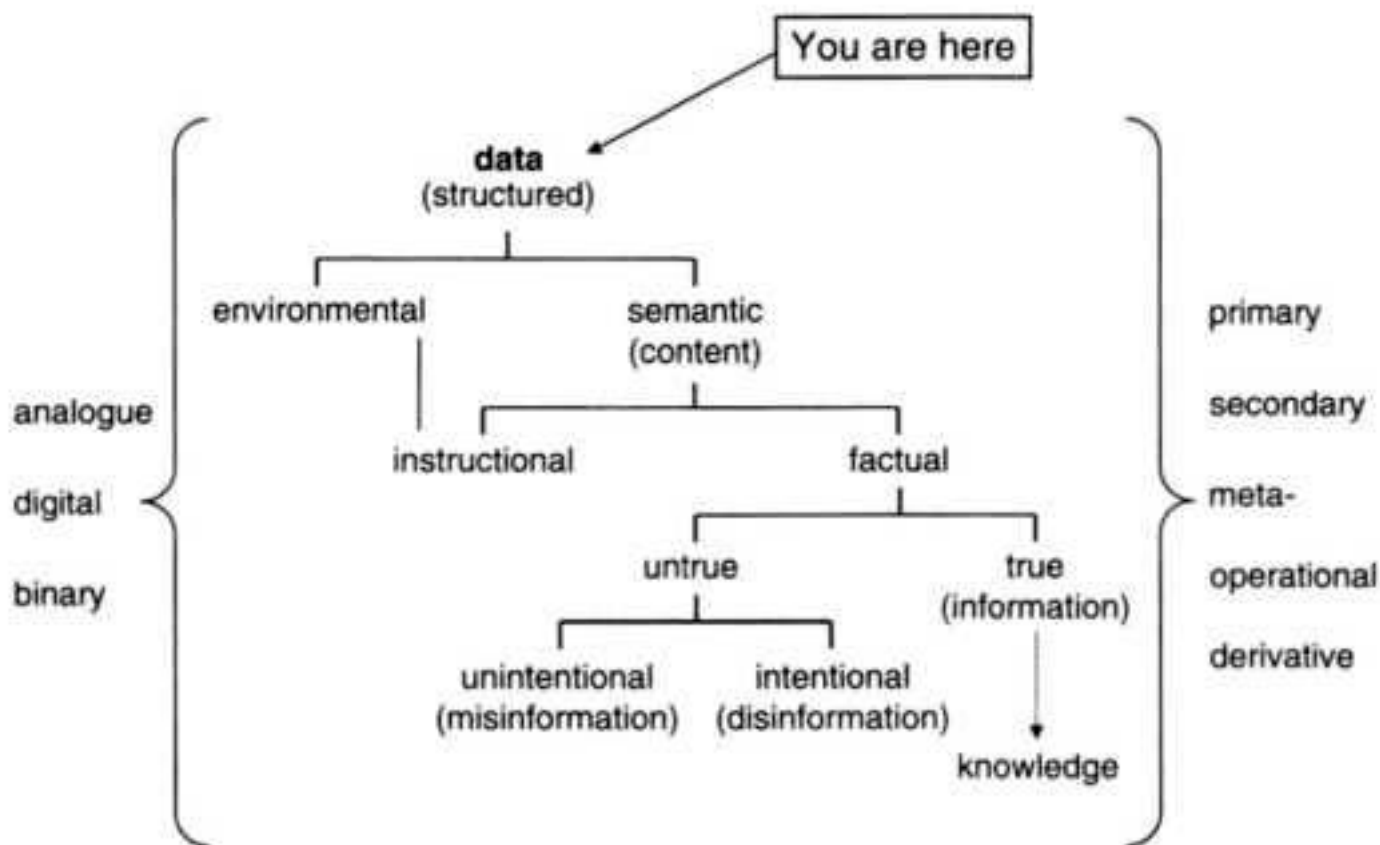 You are here
data
(structured)
environmental
semantic
(content)
instructional
factual
untrue
true
(information)
unintentional
(misinformation)
intentional
(disinformation)
knowledge
analogue
digital
binary
primary
secondary
meta-
operational
derivative